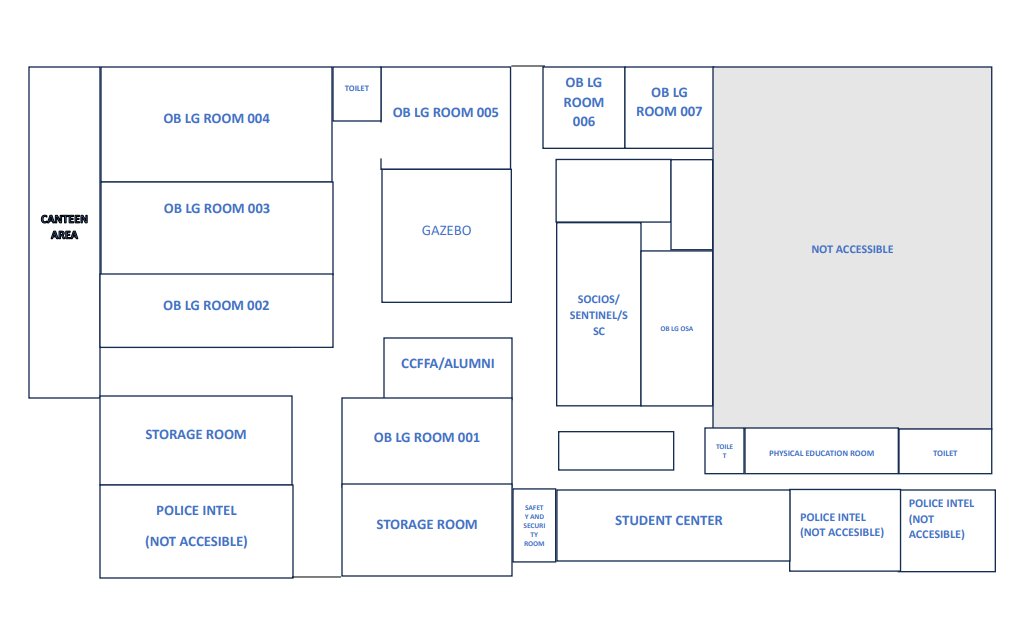 OB LG ROOM 004
TOILET
OB LG ROOM 005
OB LG
ROOM
006
OB LG
ROOM 007
CANTEEN
AREA
OB LG ROOM 003
GAZEBO
NOT ACCESSIBLE
OB LG ROOM 002
SOCIOS/
SENTINEL/S
SC
OB LG OSA
CCFFA/ALUMNI
STORAGE ROOM
OB LG ROOM 001
TOILE
T
PHYSICAL EDUCATION ROOM
TOILET
POLICE INTEL
(NOT ACCESIBLE)
STORAGE ROOM
SAFET
Y AND
SECURI
TY
ROOM
STUDENT CENTER
POLICE INTEL
(NOT ACCESIBLE)
POLICE INTEL
(NOT
ACCESIBLE)